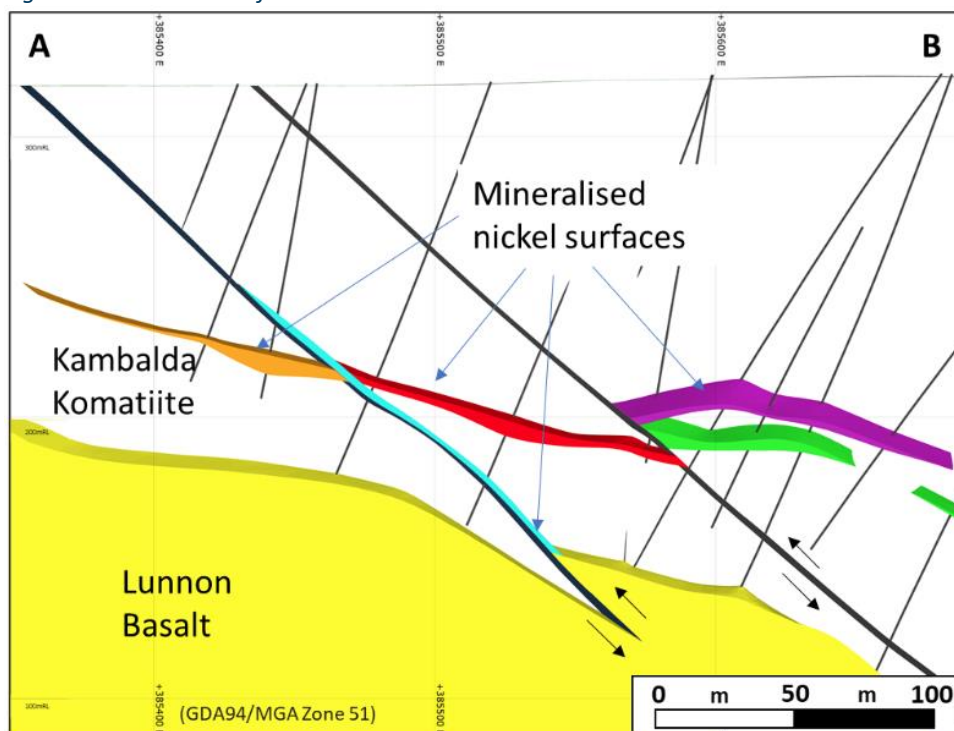 A
+385400 m
+385500 m
+385600 m
B
300mRL
Mineralised
nickel surfaces
Kambalda
Komatiite
200mRL
Lunnon
Basalt
100mRL
+385400 m
(GDA94/MGA Zone 51)
+385500 m
0 m 50 m 100